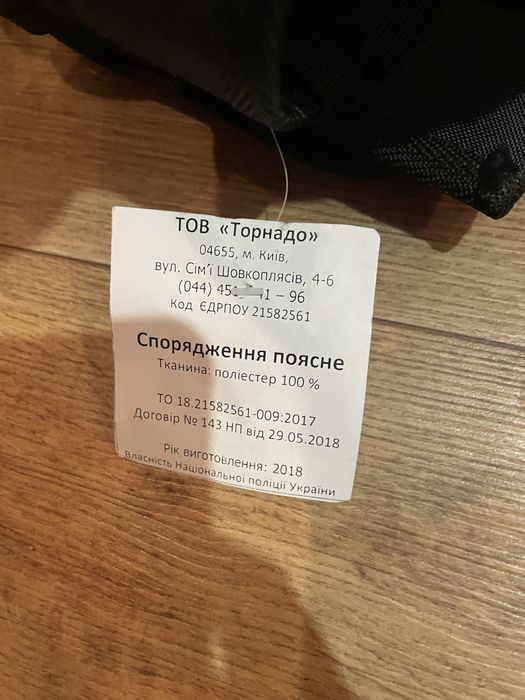 ТОВ «Торнадо»
04655, м. Київ,
вул. Сім’ї Шовкоплясів, 4-6
(044) 45 41 – 96
Код ЄДРПОУ 21582561
Спорядження поясне
Тканина: поліестер 100 %
ТО 18.21582561-009:2017
Договір № 143 НП від 29.05.2018
Рік виготовлення: 2018
Власність Національної поліції України